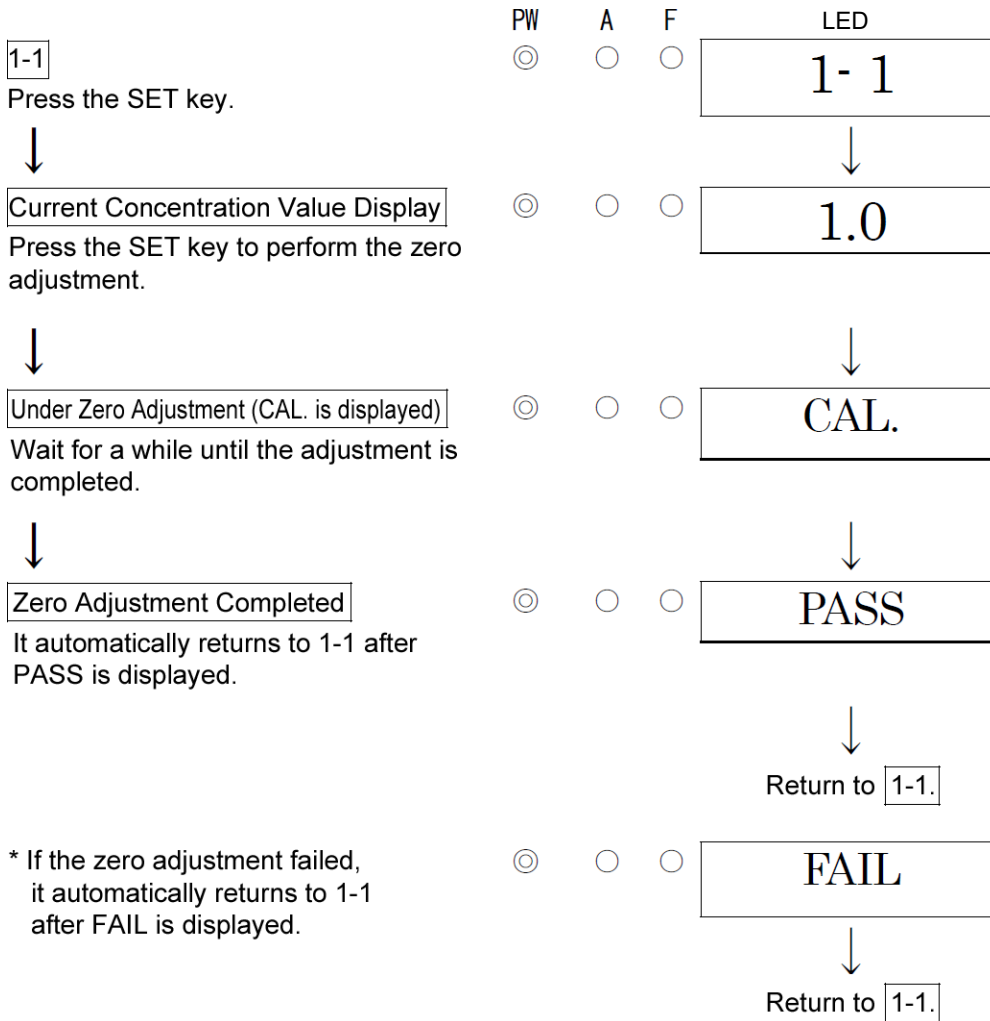 PW A F LED
1-1
1- 1
Press the SET key.
Current Concentration Value Display
1.0
Press the SET key to perform the zero
adjustment.
Under Zero Adjustment (CAL. is displayed)
CAL.
Wait for a while until the adjustment is
completed.
Zero Adjustment Completed
PASS
It automatically returns to 1-1 after
PASS is displayed.
Return to 1-1.
* If the zero adjustment failed,
it automatically returns to 1-1
after FAIL is displayed.
FAIL
Return to 1-1.